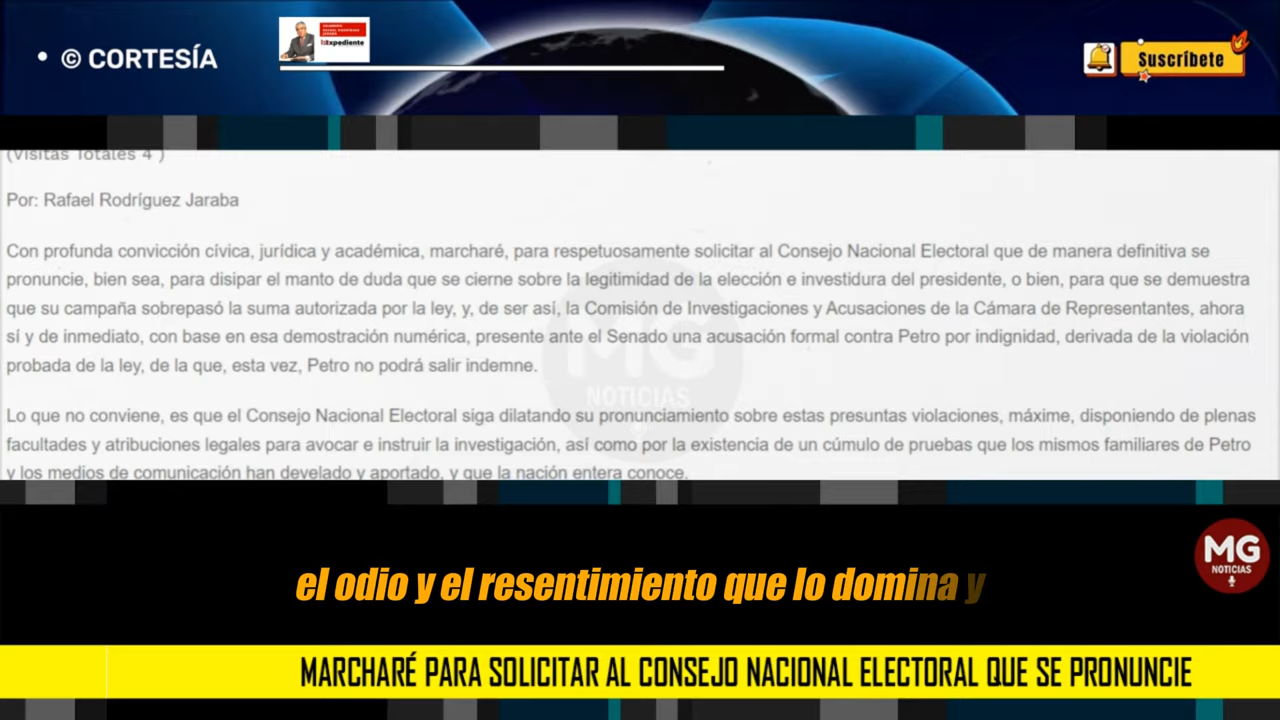 © CORTESÍA
RAFAEL RODRÍGUEZ
JARABA
Expediente
Suscríbete
(Visitas Totales 4 )
Por: Rafael Rodríguez Jaraba
Con profunda convicción cívica, jurídica y académica, marcharé, para respetuosamente solicitar al Consejo Nacional Electoral que de manera definitiva se
pronuncie, bien sea, para disipar el manto de duda que se cierne sobre la legitimidad de la elección e investidura del presidente, o bien, para que se demuestra
que su campaña sobrepasó la suma autorizada por la ley, y, de ser así, la Comisión de Investigaciones y Acusaciones de la Cámara de Representantes, ahora
sí y de inmediato, con base en esa demostración numérica, presente ante el Senado una acusación formal contra Petro por indignidad, derivada de la violación
probada de la ley, de la que, esta vez, Petro no podrá salir indemne.
MG
NOTICIAS
Lo que no conviene, es que el Consejo Nacional Electoral siga dilatando su pronunciamiento sobre estas presuntas violaciones, máxime, disponiendo de plenas
facultades y atribuciones legales para avocar e instruir la investigación, así como por la existencia de un cúmulo de pruebas que los mismos familiares de Petro
y los medios de comunicación han develado y aportado, y que la nación entera conoce.
MG
NOTICIAS
el odio y el resentimiento que lo domina y
MARCHARÉ PARA SOLICITAR AL CONSEJO NACIONAL ELECTORAL QUE SE PRONUNCIE